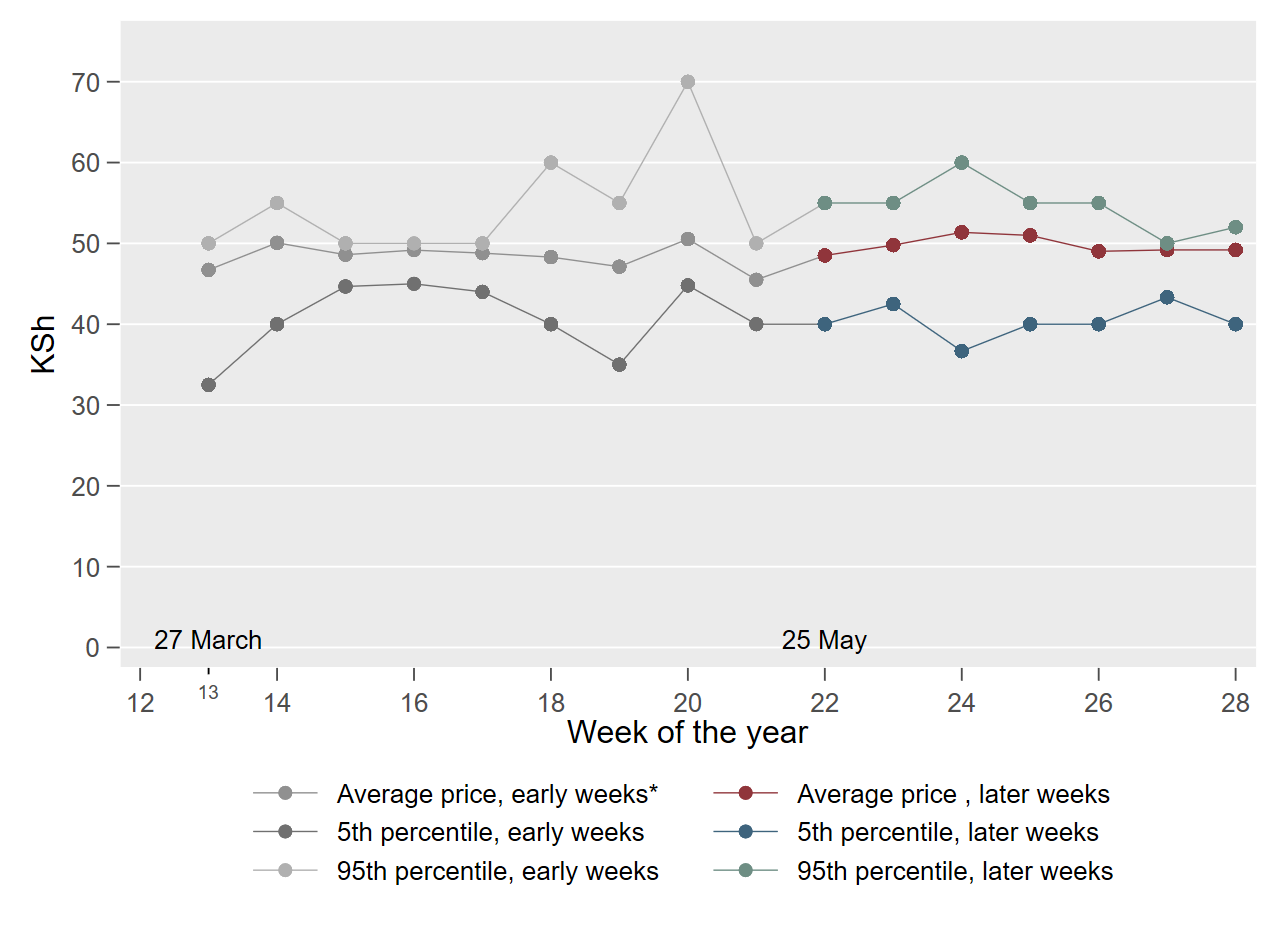 70
60
50
40
30
20
10
0
KSh
27 March
25 May
12 13 14 16 18 20 22 24 26 28
Week of the year
Average price, early weeks*
Average price , later weeks
5th percentile, early weeks
5th percentile, later weeks
95th percentile, early weeks
95th percentile, later weeks